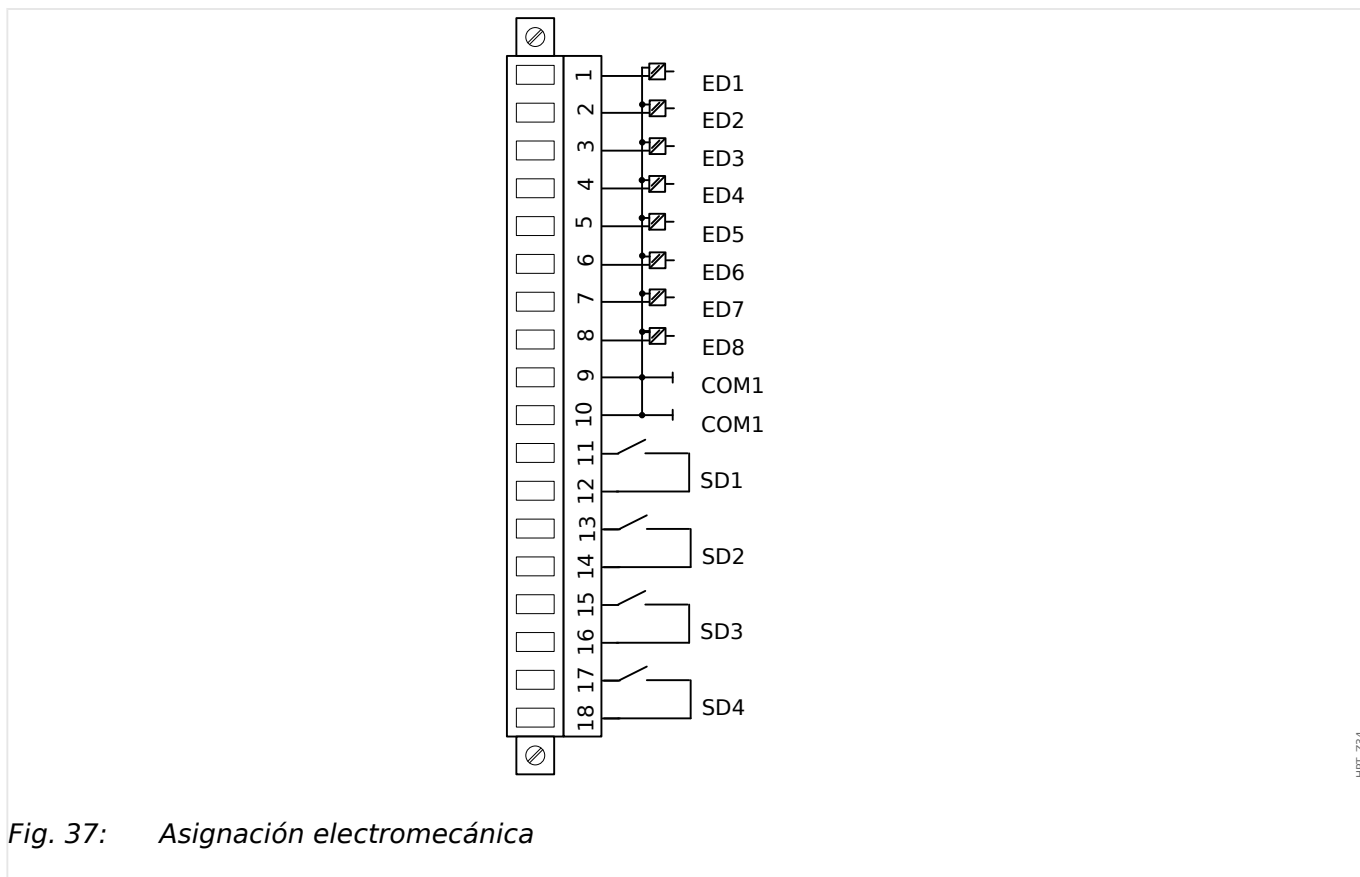 1 ED1
2 ED2
3 ED3
4 ED4
5 ED5
6 ED6
7 ED7
8 ED8
9 COM1
10 COM1
11
SD1
12
13
SD2
14
15
SD3
16
17
SD4
18
Fig. 37: Asignación electromecánica